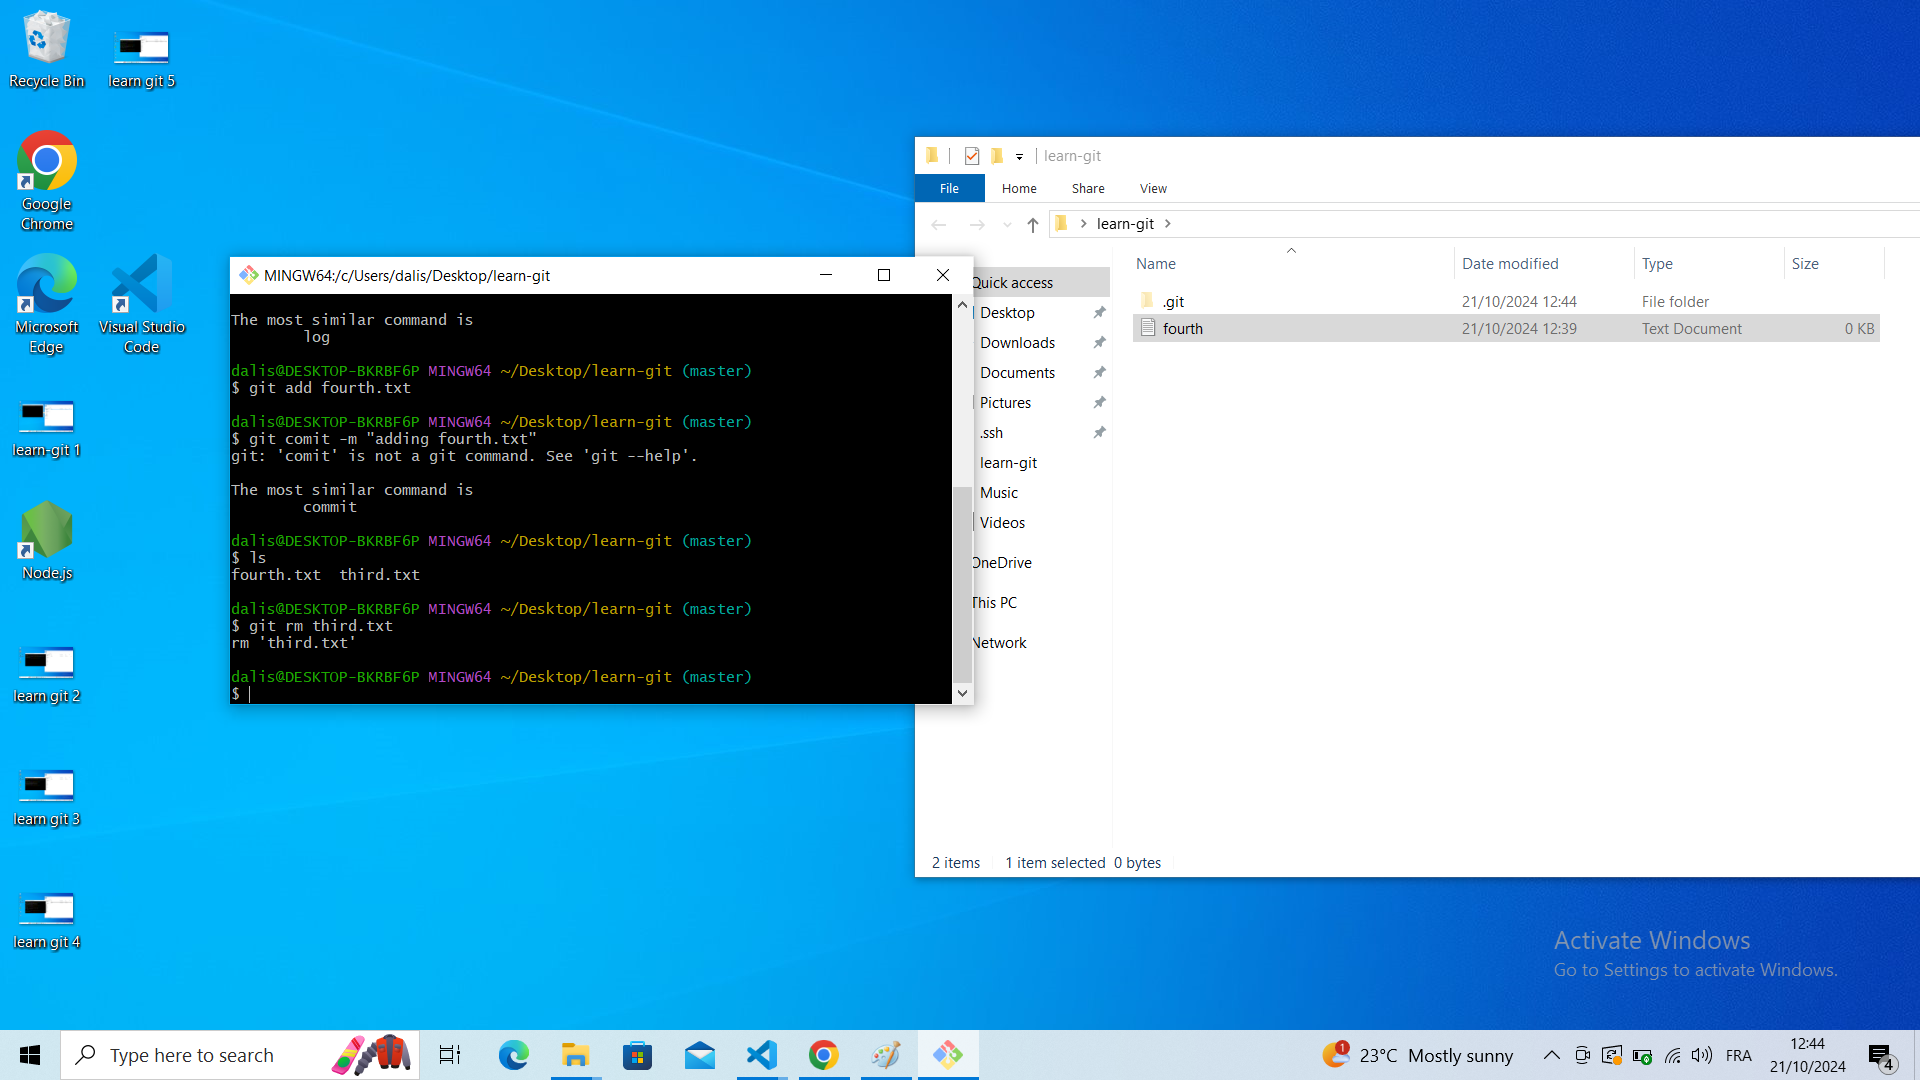 Recycle Bin
learn git 5
Google
Chrome
Microsoft
Edge
Visual Studio
Code
learn-git 1
Node.js
learn git 2
learn git 3
learn git 4
MINGW64:/c/Users/dalis/Desktop/learn-git
The most similar command is
log
dalis@DESKTOP-BKRBF6P MINGW64 ~/Desktop/learn-git (master)
$ git add fourth.txt
dalis@DESKTOP-BKRBF6P MINGW64 ~/Desktop/learn-git (master)
$ git comit -m "adding fourth.txt"
git: 'comit' is not a git command. See 'git --help'.
The most similar command is
commit
dalis@DESKTOP-BKRBF6P MINGW64 ~/Desktop/learn-git (master)
$ ls
fourth.txt  third.txt
dalis@DESKTOP-BKRBF6P MINGW64 ~/Desktop/learn-git (master)
$ git rm third.txt
rm 'third.txt'
dalis@DESKTOP-BKRBF6P MINGW64 ~/Desktop/learn-git (master)
$
learn-git
File Home Share View
learn-git
Name Date modified Type Size
.git 21/10/2024 12:44 File folder
fourth 21/10/2024 12:39 Text Document 0 KB
Quick access
Desktop
Downloads
Documents
Pictures
.ssh
learn-git
Music
Videos
OneDrive
This PC
Network
2 items 1 item selected 0 bytes
Activate Windows
Go to Settings to activate Windows.
Type here to search
1
23°C Mostly sunny
FRA
12:44
21/10/2024
4